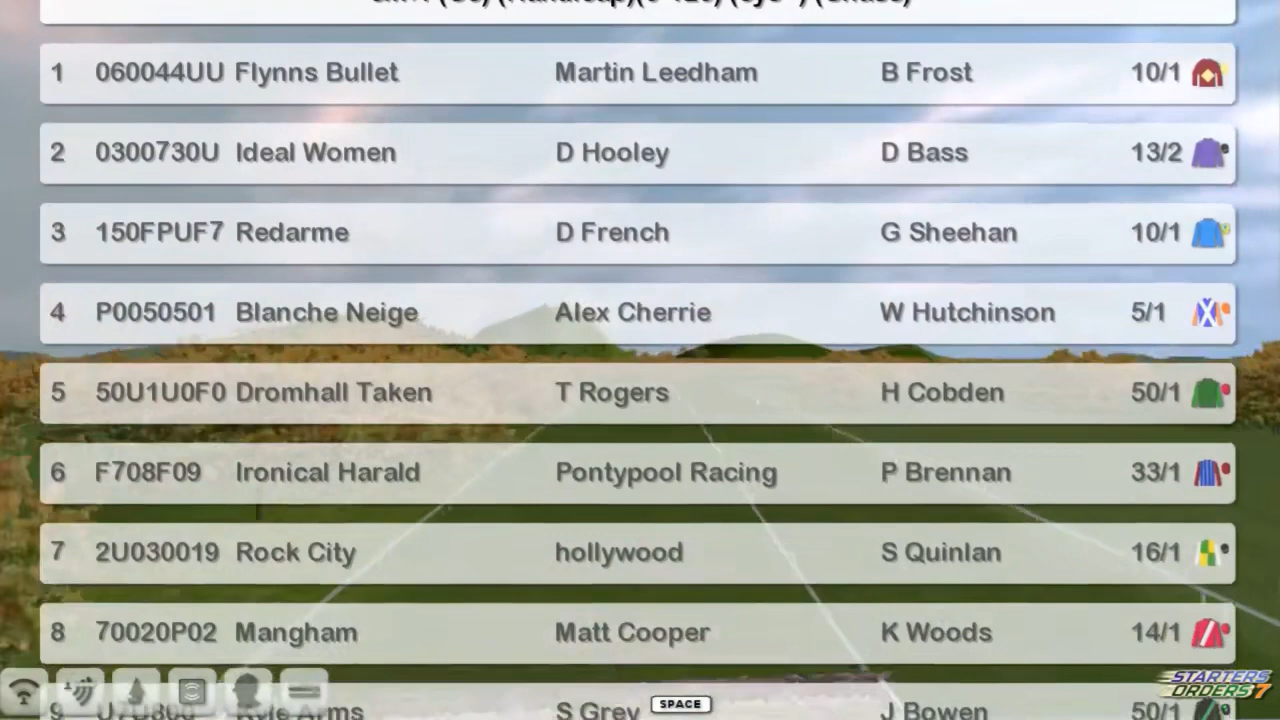 1 060044UU Flynns Bullet Martin Leedham B Frost 10/1
2 0300730U Ideal Women D Hooley D Bass 13/2
3 150FPUF7 Redarme D French G Sheehan 10/1
4 P0050501 Blanche Neige Alex Cherrie W Hutchinson 5/1
5 50U1U0F0 Dromhall Taken T Rogers H Cobden 50/1
6 F708F09 Ironical Harald Pontypool Racing P Brennan 33/1
7 2U030019 Rock City hollywood S Quinlan 16/1
8 70020P02 Mangham Matt Cooper K Woods 14/1
STARTERS
ORDERS 7
9 Kyle Arms S Grey J Bowen 50/1
SPACE